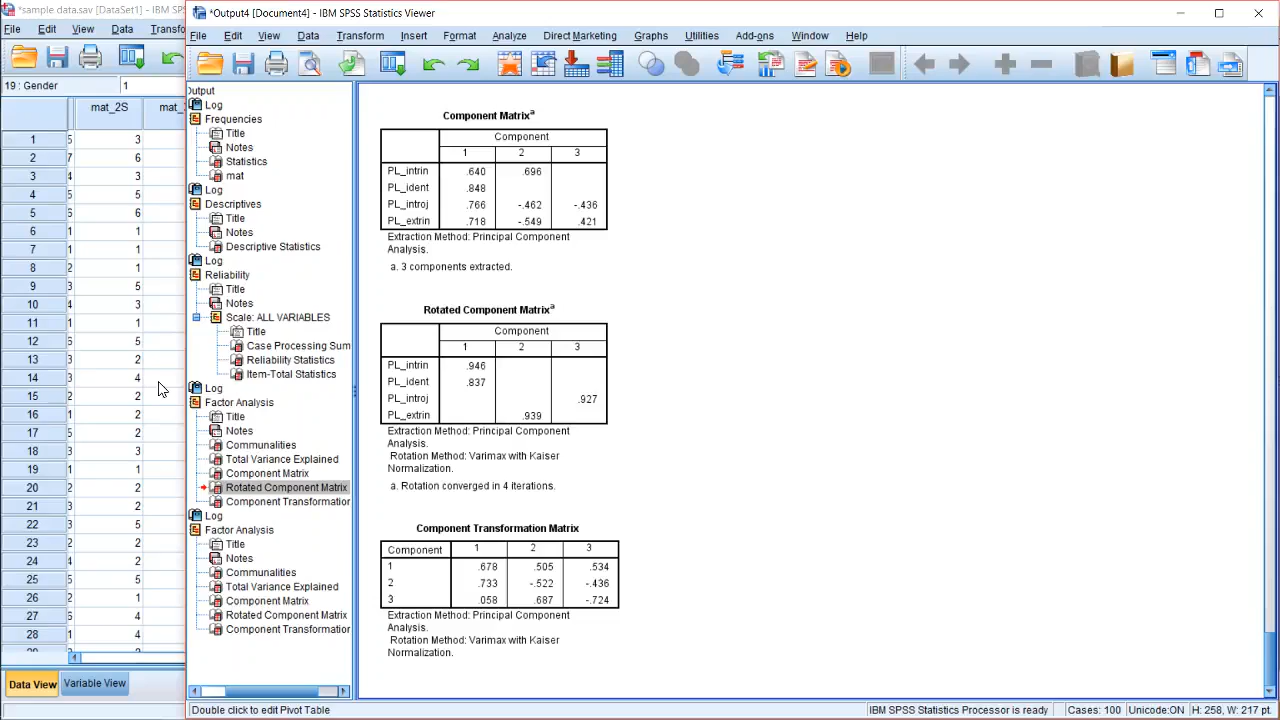 *sample data.sav [DataSet1] - IBM SPS
File Edit View Data Transf
19 : Gender 1
mat_2S mat_
1 5 3
2 7 6
3 4 3
4 5 5
5 6 6
6 1 1
7 1 1
8 2 1
9 3 5
10 4 3
11 1 1
12 6 5
13 3 2
14 3 4
15 2 2
16 1 2
17 5 2
18 3 3
19 1 1
20 2 2
21 3 2
22 3 5
23 2 2
24 4 2
25 5 5
26 2 1
27 6 4
28 1 4
Data View Variable View
*Output4 [Document4] - IBM SPSS Statistics Viewer
File Edit View Data Transform Insert Format Analyze Direct Marketing Graphs Utilities Add-ons Window Help
Output
Log
Frequencies
Title
Notes
Statistics
mat
Log
Descriptives
Title
Notes
Descriptive Statistics
Log
Reliability
Title
Notes
Scale: ALL VARIABLES
Title
Case Processing Sum
Reliability Statistics
Item-Total Statistics
Log
Factor Analysis
Title
Notes
Communalities
Total Variance Explained
Component Matrix
Rotated Component Matrix
Component Transformation
Log
Factor Analysis
Title
Notes
Communalities
Total Variance Explained
Component Matrix
Rotated Component Matrix
Component Transformation
Component Matrixa
Component
1 2 3
PL_intrin .640 .696
PL_ident .848
PL_introj .766 -.462 -.436
PL_extrin .718 -.549 .421
Extraction Method: Principal Component
Analysis.
a. 3 components extracted.
Rotated Component Matrixa
Component
1 2 3
PL_intrin .946
PL_ident .837
PL_introj .927
PL_extrin .939
Extraction Method: Principal Component
Analysis.
Rotation Method: Varimax with Kaiser
Normalization.
a. Rotation converged in 4 iterations.
Component Transformation Matrix
Component 1 2 3
1 .678 .505 .534
2 .733 -.522 -.436
3 .058 .687 -.724
Extraction Method: Principal Component
Analysis.
Rotation Method: Varimax with Kaiser
Normalization.
Double click to edit Pivot Table IBM SPSS Statistics Processor is ready Cases: 100 Unicode:ON H: 258, W: 217 pt.